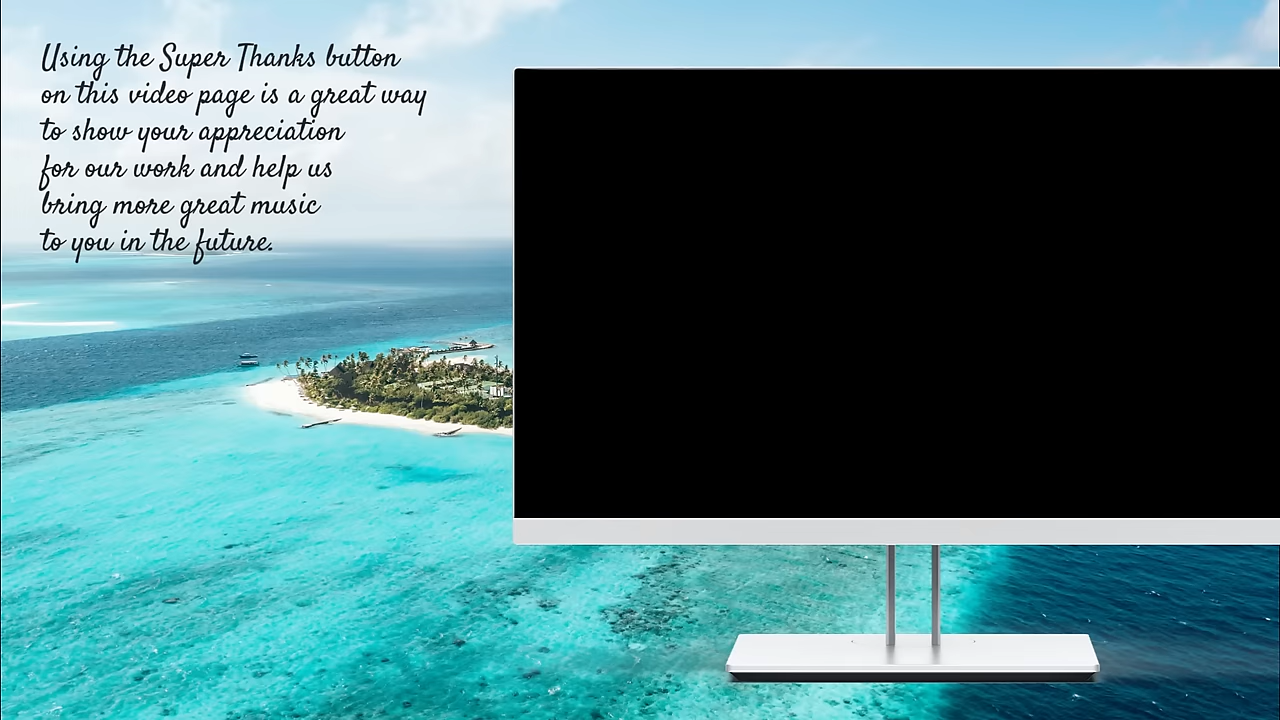 Using the Super Thanks button
on this video page is a great way
to show your appreciation
for our work and help us
bring more great music
to you in the future.